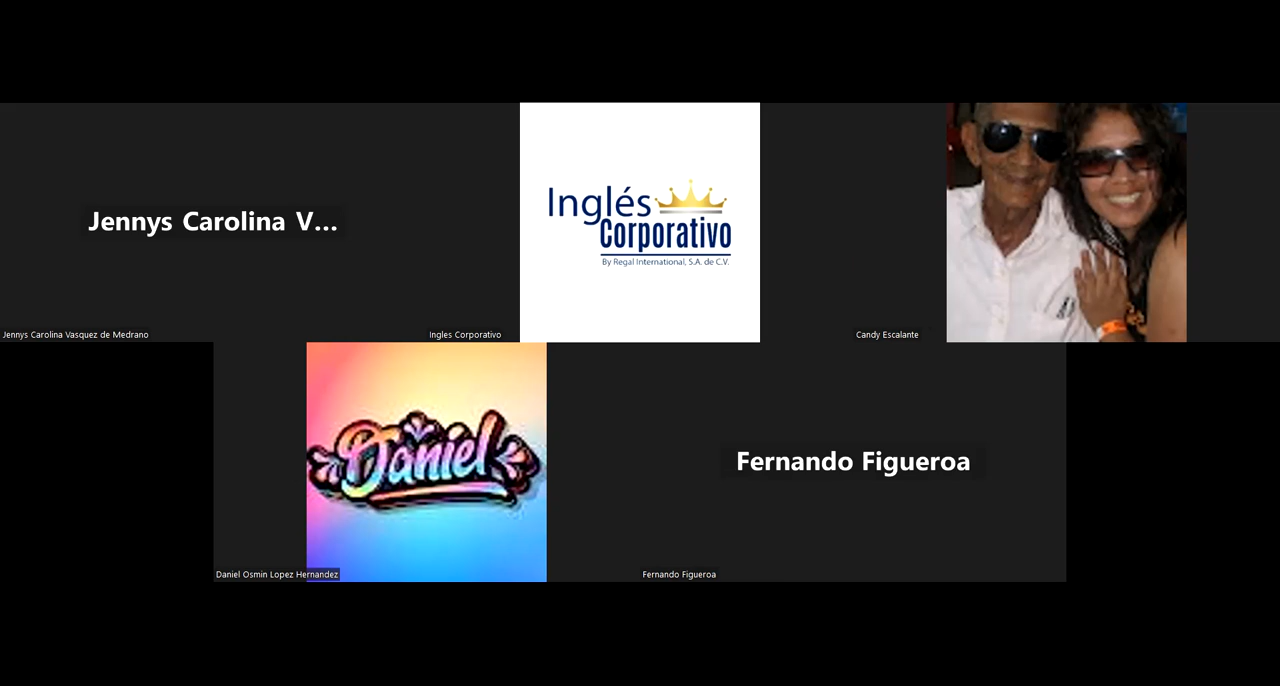 Jennys Carolina V...
Jennys Carolina Vasquez de Medrano
Inglés
Corporativo
By Regal International, S.A. de C.V.
Ingles Corporativo
Candy Escalante
Daniel
Daniel Osmin Lopez Hernandez
Fernando Figueroa
Fernando Figueroa